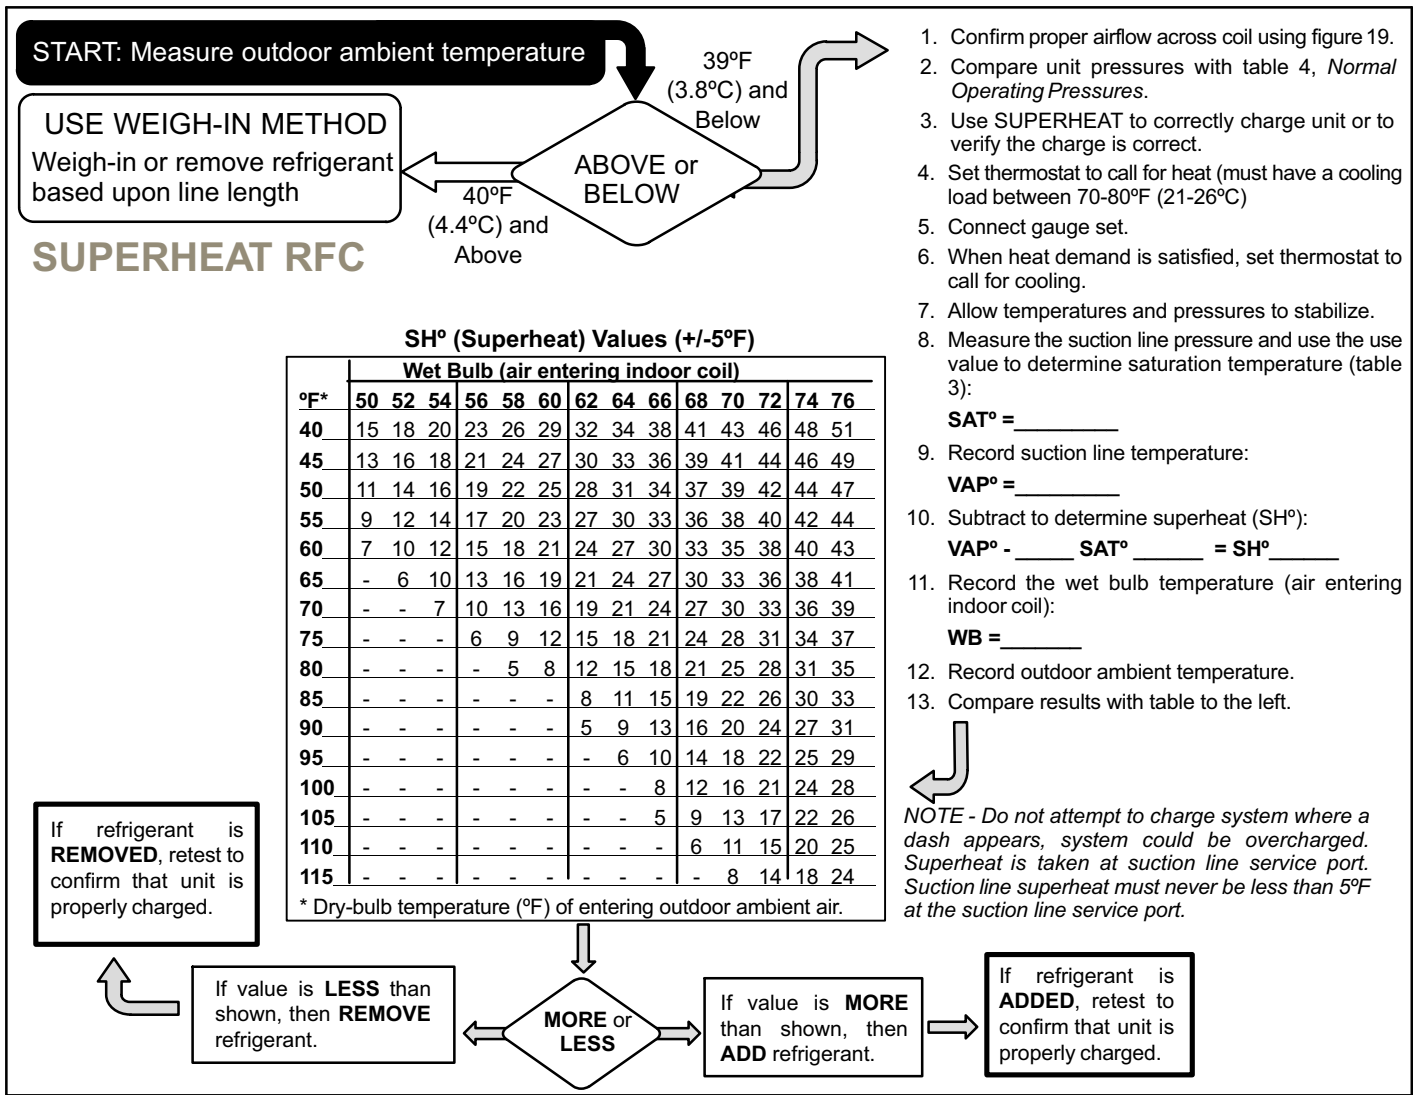 START: Measure outdoor ambient temperature
USE WEIGH-IN METHOD
Weigh-in or remove refrigerant
based upon line length
39ºF
(3.8ºC) and
Below
ABOVE or
BELOW
40ºF
(4.4ºC) and
Above
SUPERHEAT RFC
1. Confirm proper airflow across coil using figure 19.
2. Compare unit pressures with table 4, Normal
Operating Pressures.
3. Use SUPERHEAT to correctly charge unit or to
verify the charge is correct.
4. Set thermostat to call for heat (must have a cooling
load between 70-80ºF (21-26ºC)
5. Connect gauge set.
6. When heat demand is satisfied, set thermostat to
call for cooling.
7. Allow temperatures and pressures to stabilize.
8. Measure the suction line pressure and use the use
value to determine saturation temperature (table
3):
SATº =_________
9. Record suction line temperature:
VAPº =_________
10. Subtract to determine superheat (SHº):
VAPº - _____ SATº ______ = SHº______
11. Record the wet bulb temperature (air entering
indoor coil):
WB =_______
12. Record outdoor ambient temperature.
13. Compare results with table to the left.
SHº (Superheat) Values (+/-5ºF)
Wet Bulb (air entering indoor coil)
ºF* 50 52 54 56 58 60 62 64 66 68 70 72 74 76
40 15 18 20 23 26 29 32 34 38 41 43 46 48 51
45 13 16 18 21 24 27 30 33 36 39 41 44 46 49
50 11 14 16 19 22 25 28 31 34 37 39 42 44 47
55 9 12 14 17 20 23 27 30 33 36 38 40 42 44
60 7 10 12 15 18 21 24 27 30 33 35 38 40 43
65 - 6 10 13 16 19 21 24 27 30 33 36 38 41
70 - - 7 10 13 16 19 21 24 27 30 33 36 39
75 - - - 6 9 12 15 18 21 24 28 31 34 37
80 - - - - 5 8 12 15 18 21 25 28 31 35
85 - - - - - - 8 11 15 19 22 26 30 33
90 - - - - - - 5 9 13 16 20 24 27 31
95 - - - - - - - 6 10 14 18 22 25 29
100 - - - - - - - - 8 12 16 21 24 28
105 - - - - - - - - 5 9 13 17 22 26
110 - - - - - - - - - 6 11 15 20 25
115 - - - - - - - - - - 8 14 18 24
* Dry-bulb temperature (ºF) of entering outdoor ambient air.
NOTE - Do not attempt to charge system where a
dash appears, system could be overcharged.
Superheat is taken at suction line service port.
Suction line superheat must never be less than 5ºF
at the suction line service port.
If refrigerant is
REMOVED, retest to
confirm that unit is
properly charged.
If value is LESS than
shown, then REMOVE
refrigerant.
MORE or
LESS
If value is MORE
than shown, then
ADD refrigerant.
If refrigerant is
ADDED, retest to
confirm that unit is
properly charged.